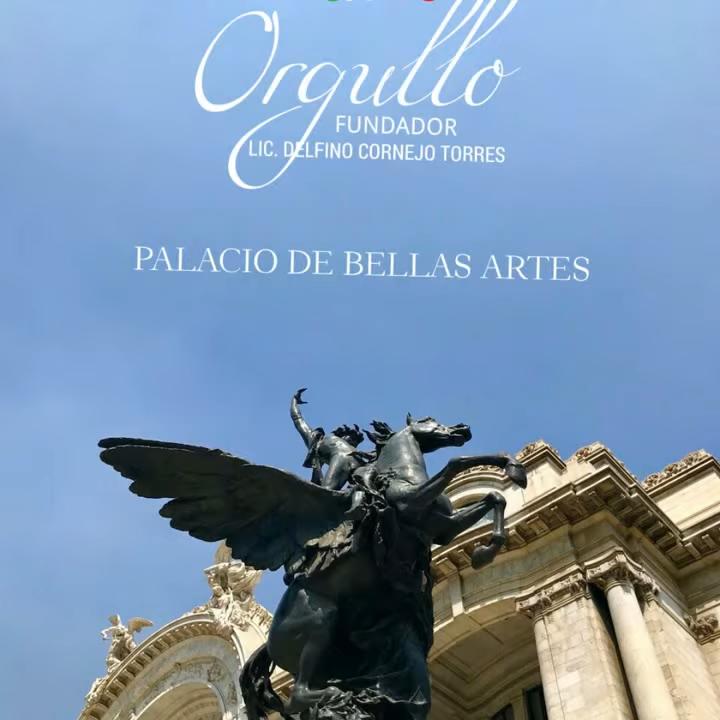 Orgullo
FUNDADOR
LIC. DELFINO CORNEJO TORRES
PALACIO DE BELLAS ARTES